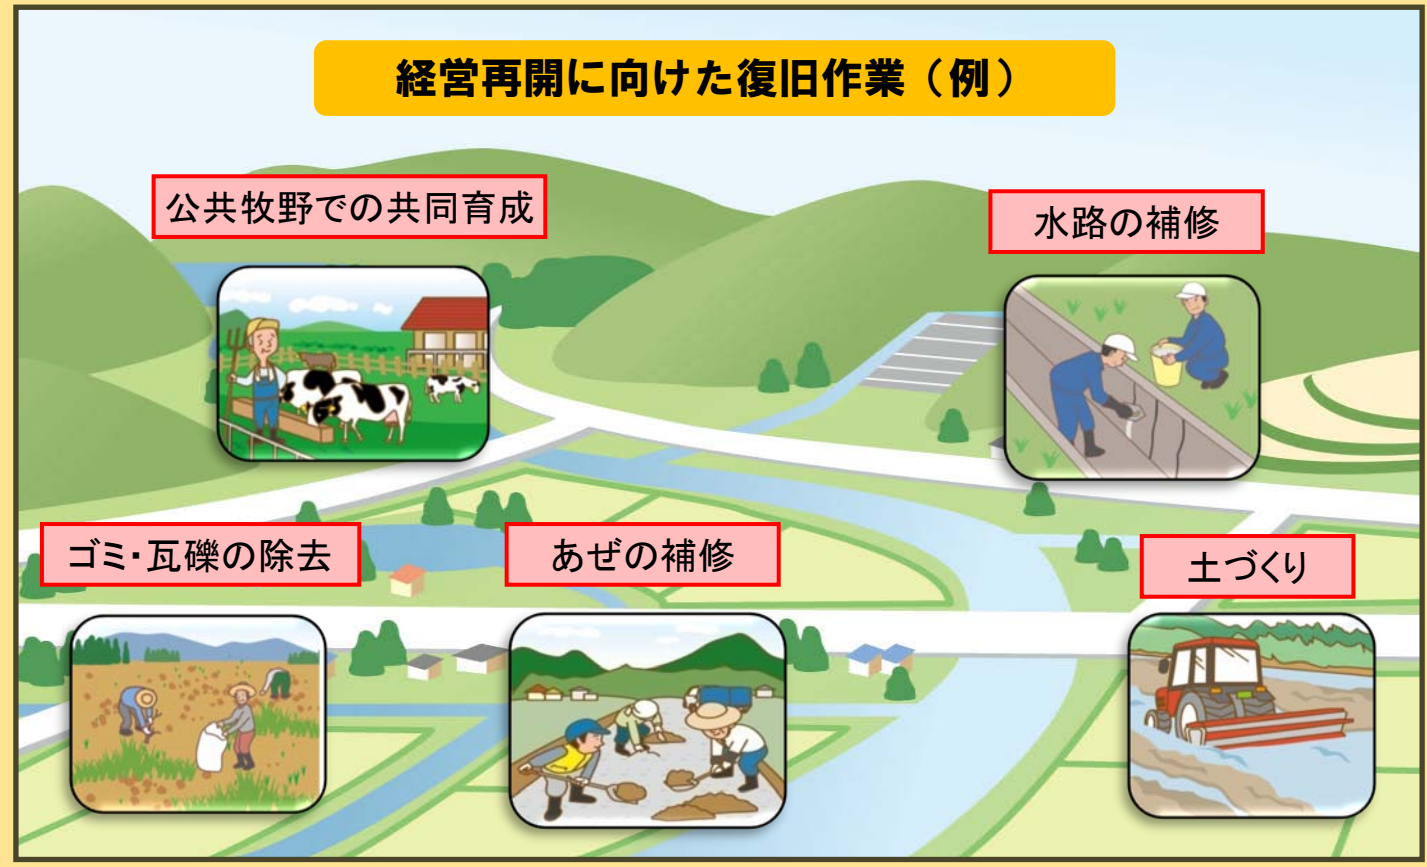 経営再開に向けた復旧作業（例）
公共牧野での共同育成
水路の補修
ゴミ・瓦礫の除去
あぜの補修
土づくり